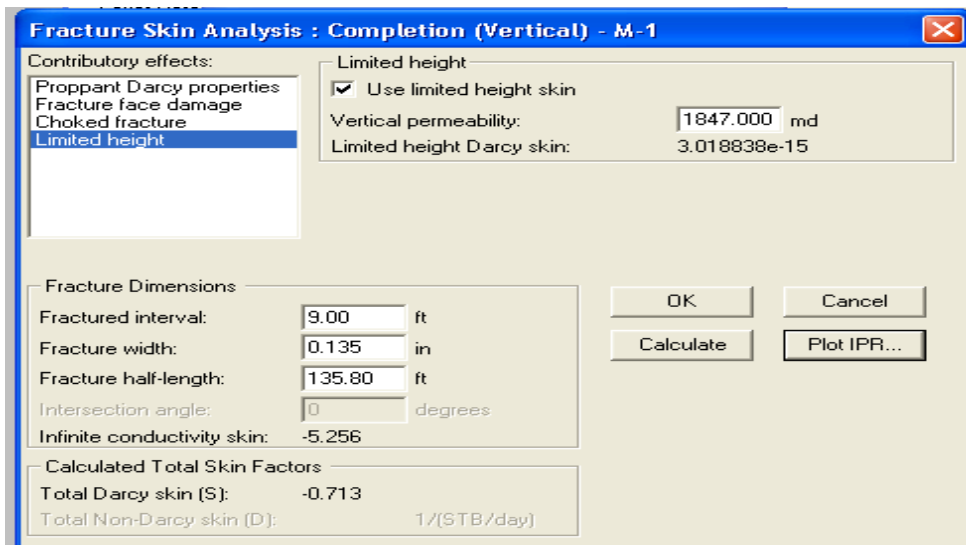 Fracture Skin Analysis : Completion (Vertical) - M-1
Contributory effects:
Proppant Darcy properties
Fracture face damage
Choked fracture
Limited height
Limited height
Use limited height skin
Vertical permeability: 1847.000 md
Limited height Darcy skin: 3.018838e-15
Fracture Dimensions
Fractured interval: 9.00 ft
Fracture width: 0.135 in
Fracture half-length: 135.80 ft
Intersection angle: 0 degrees
Infinite conductivity skin: -5.256
OK Cancel
Calculate Plot IPR...
Calculated Total Skin Factors
Total Darcy skin (S): -0.713
Total Non-Darcy skin (D): 1/(STB/day)